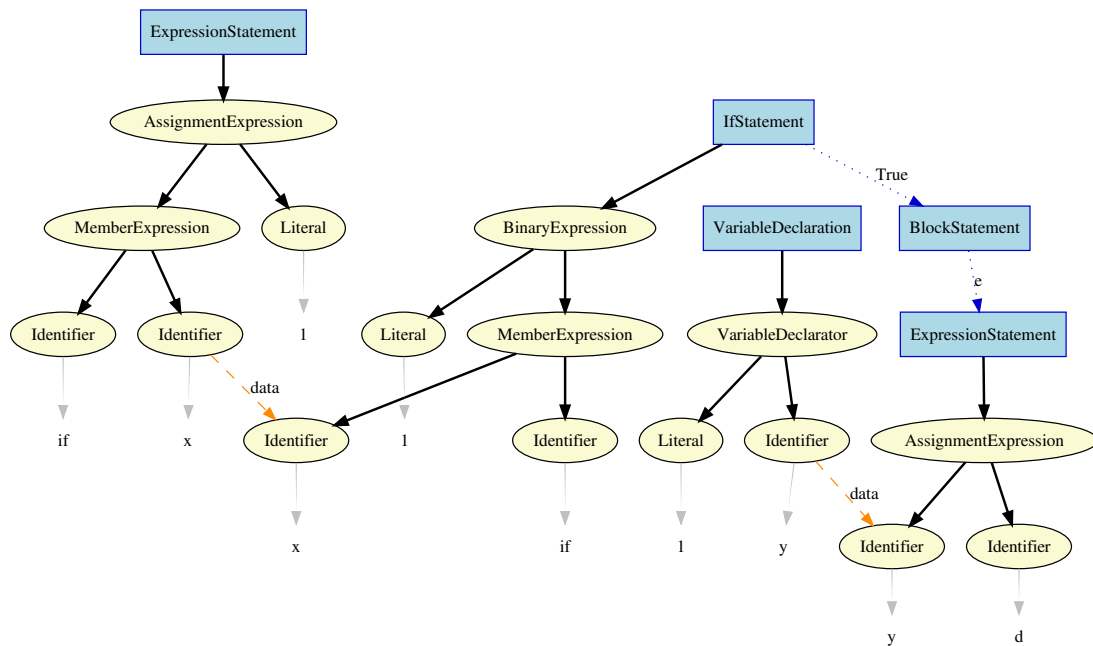 ExpressionStatement
AssignmentExpression
IfStatement
True
MemberExpression
Literal
BinaryExpression
VariableDeclaration
BlockStatement
e
Identifier
Identifier
1
Literal
MemberExpression
VariableDeclarator
ExpressionStatement
data
if
x
Identifier
1
Identifier
Literal
Identifier
AssignmentExpression
data
x
if
1
y
Identifier
Identifier
y
d